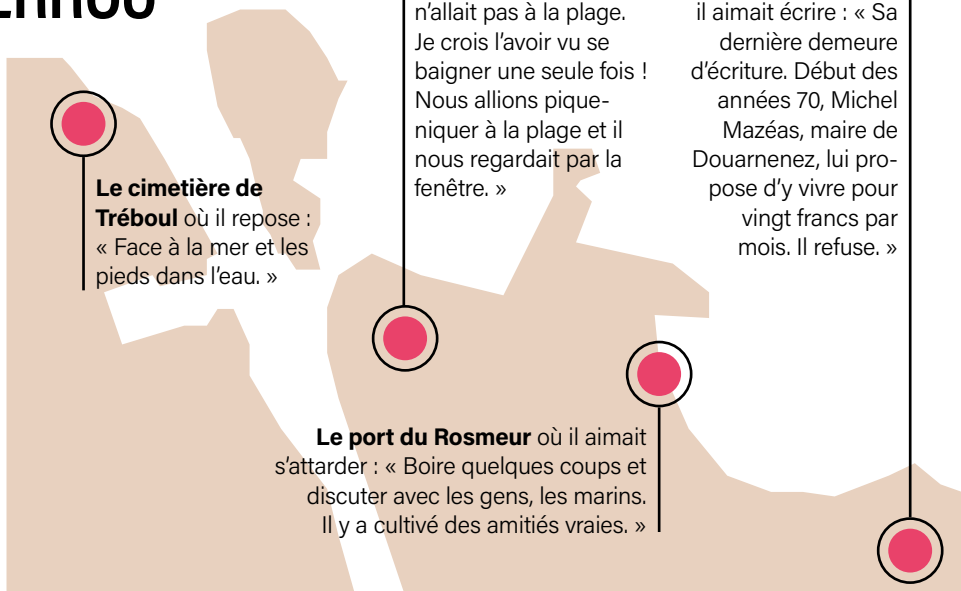 n'allait pas à la plage.
Je crois l'avoir vu se
baigner une seule fois !
Nous allions pique-
niquer à la plage et il
nous regardait par la
fenêtre. »
il aimait écrire : « Sa
dernière demeure
d'écriture. Début des
années 70, Michel
Mazéas, maire de
Douarnenez, lui pro-
pose d'y vivre pour
vingt francs par
mois. Il refuse. »
Le cimetière de
Tréboul où il repose :
« Face à la mer et les
pieds dans l'eau. »
Le port du Rosmeur où il aimait
s'attarder : « Boire quelques coups et
discuter avec les gens, les marins.
Il y a cultivé des amitiés vraies. »